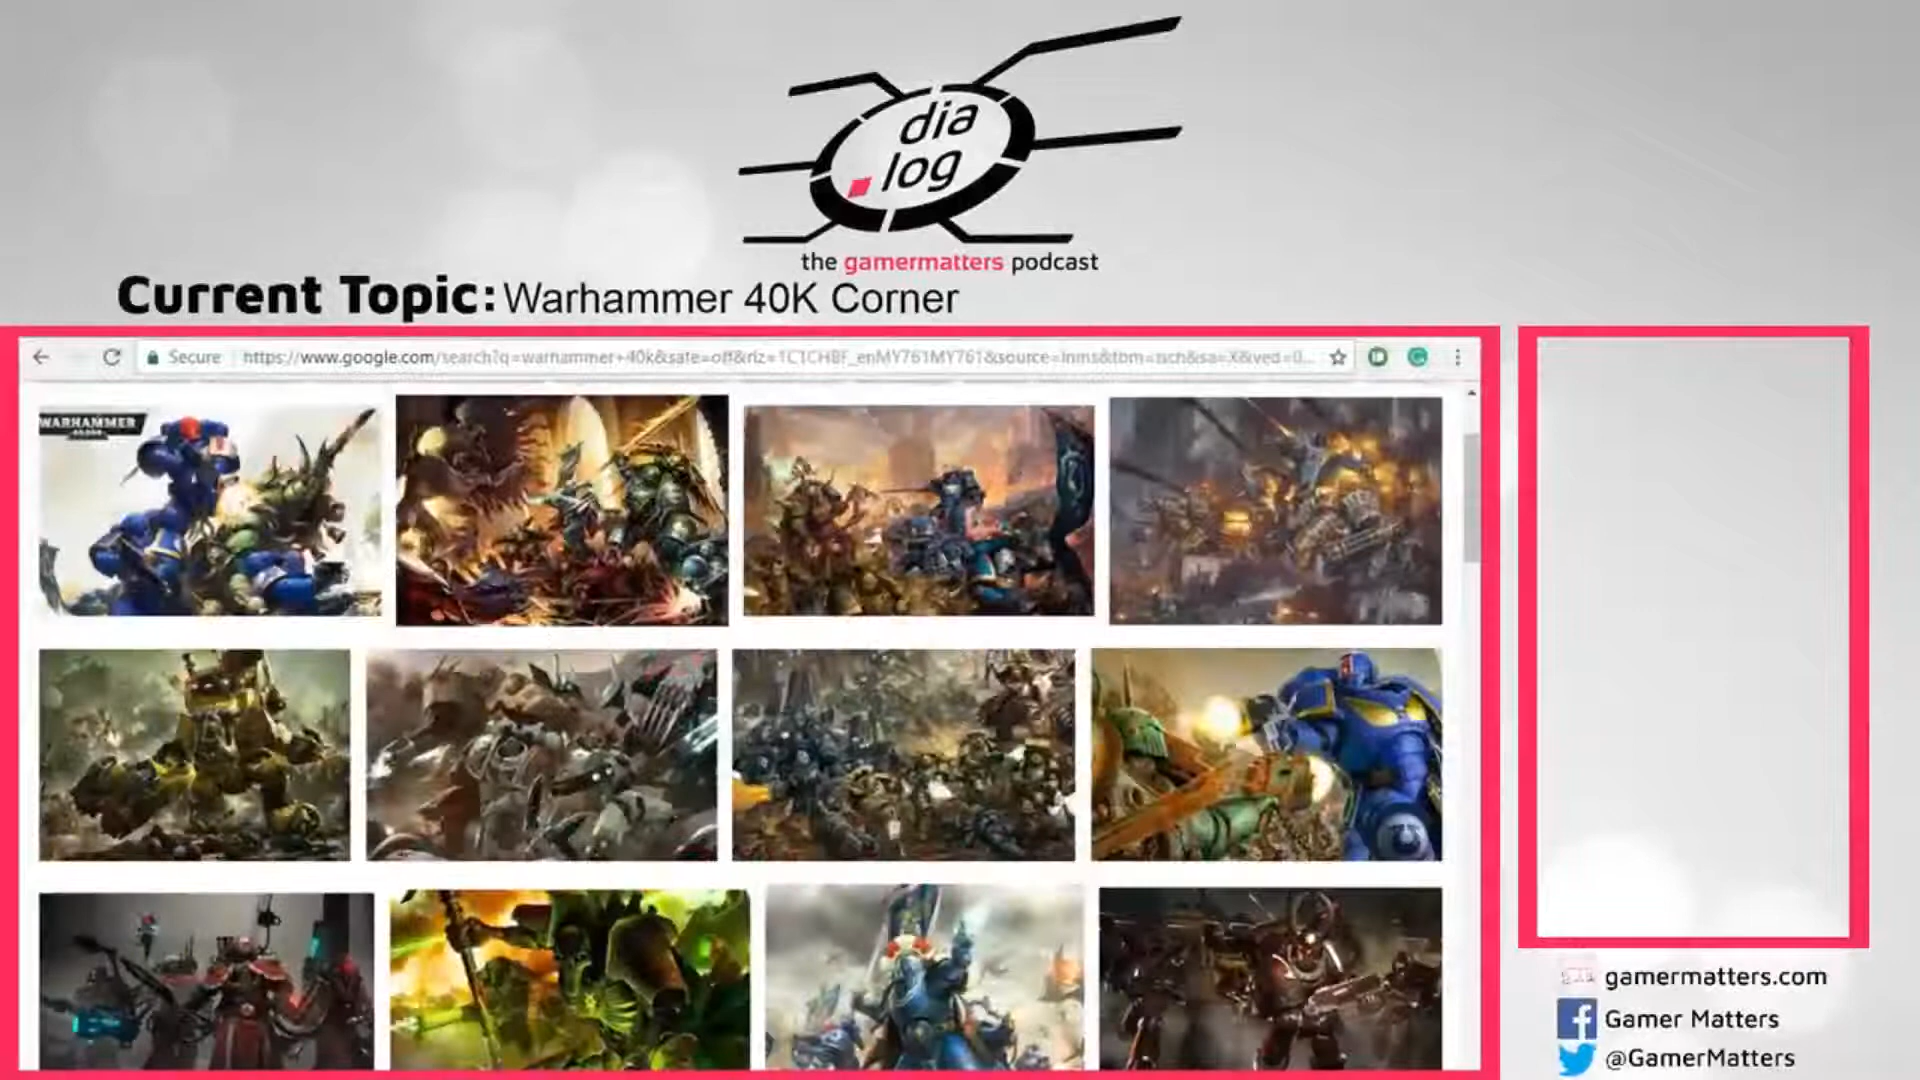 dia
.log
the gamermatters podcast
Current Topic: Warhammer 40K Corner
Secure
WARHAMMER
gamermatters.com
Gamer Matters
@GamerMatters